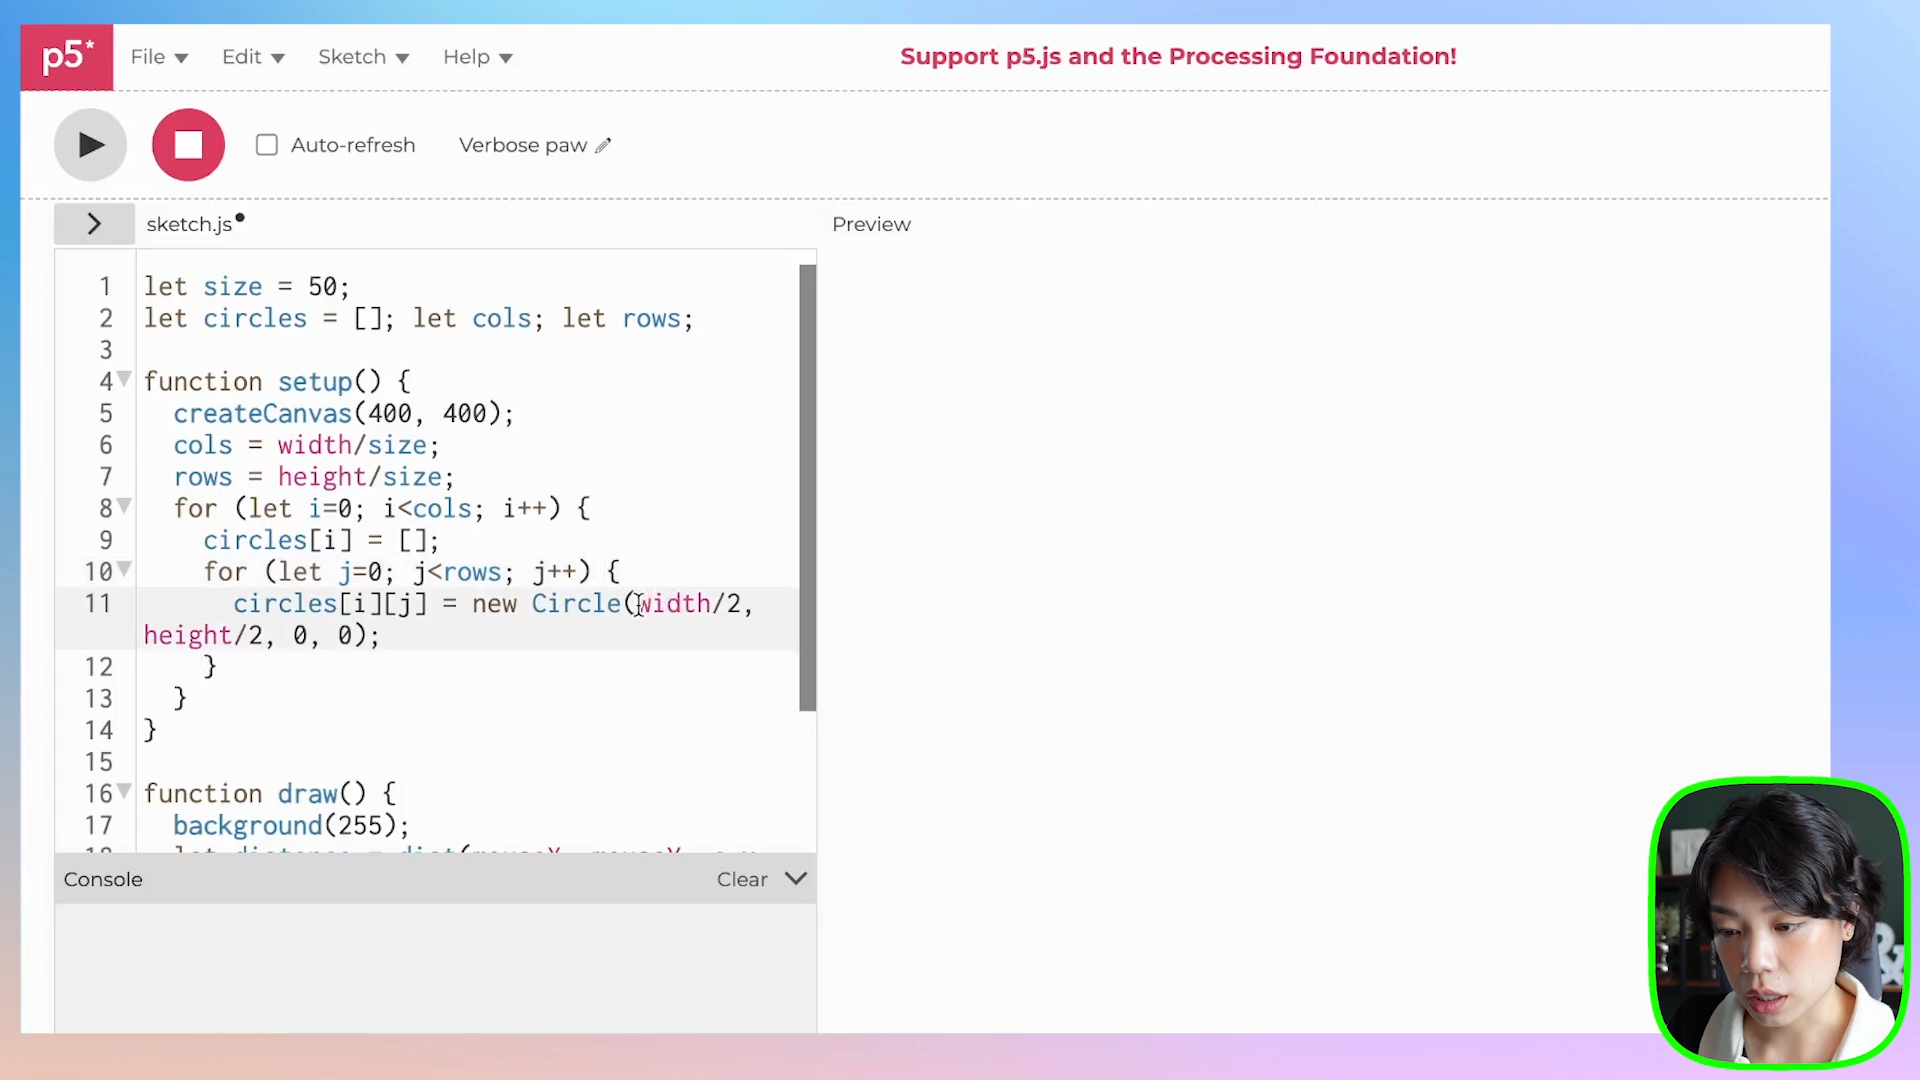 p5*
File Edit Sketch Help
Support p5.js and the Processing Foundation!
Auto-refresh Verbose paw
sketch.js
Preview
1 let size = 50;
2 let circles = []; let cols; let rows;
3
4 function setup() {
5 createCanvas(400, 400);
6 cols = width/size;
7 rows = height/size;
8 for (let i=0; i<cols; i++) {
9 circles[i] = [];
10 for (let j=0; j<rows; j++) {
11 circles[i][j] = new Circle(width/2,
height/2, 0, 0);
12 }
13 }
14 }
15
16 function draw() {
17 background(255);
Console Clear
&